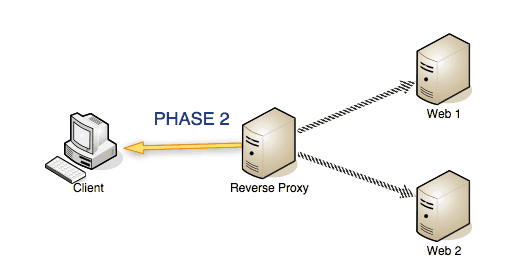 PHASE 2
Web 1
Client
Reverse Proxy
Web 2